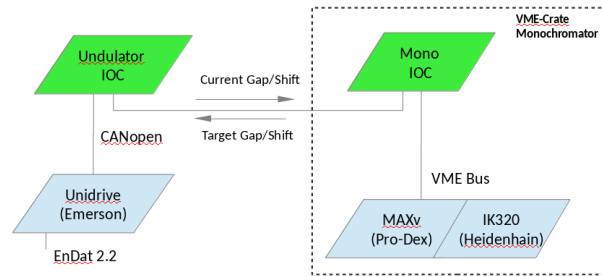 VME-Crate
Monochromator
Undulator
IOC
Mono
IOC
Current Gap/Shift
Target Gap/Shift
CANopen
VME Bus
Unidrive
(Emerson)
MAXv
(Pro-Dex)
IK320
(Heidenhain)
EnDat 2.2